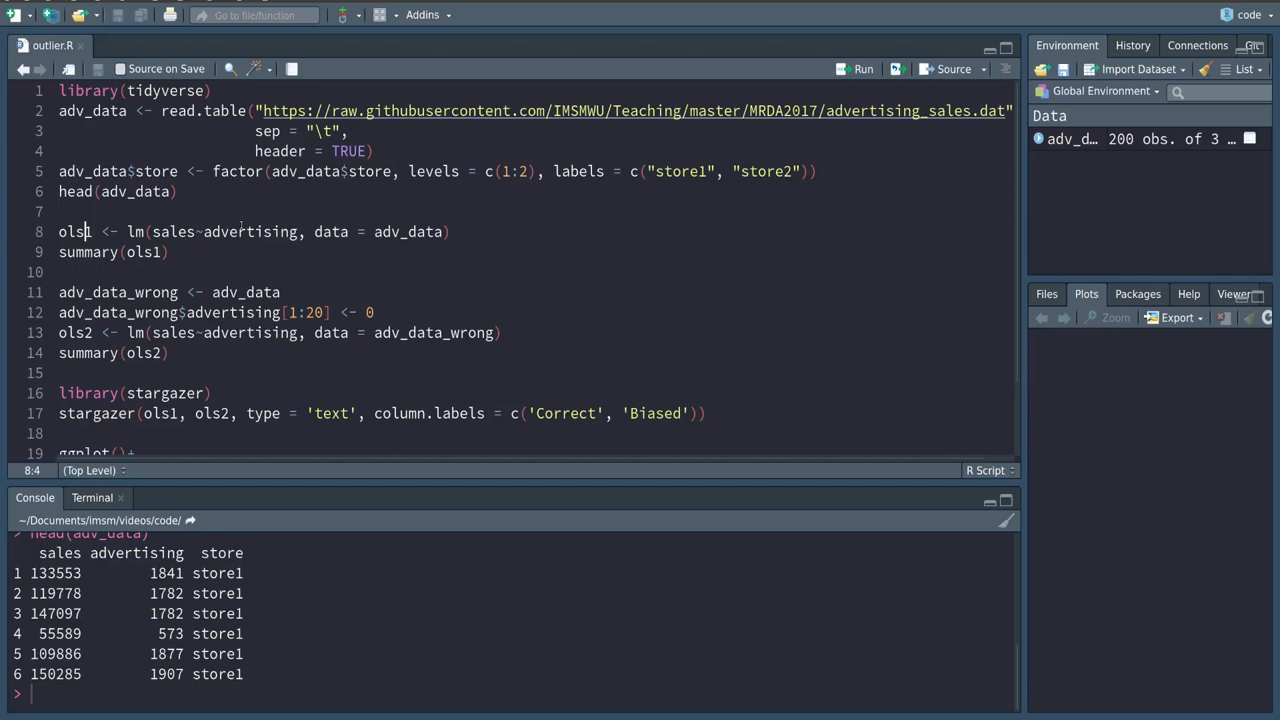 Go to file/function
Addins
code
outlier.R
Source on Save
Run
Source
1 library(tidyverse)
2 adv_data <- read.table("https://raw.githubusercontent.com/IMSMWU/Teaching/master/MRDA2017/advertising_sales.dat"
3 sep = "\t",
4 header = TRUE)
5 adv_data$store <- factor(adv_data$store, levels = c(1:2), labels = c("store1", "store2"))
6 head(adv_data)
7
8 ols1 <- lm(sales~advertising, data = adv_data)
9 summary(ols1)
10
11 adv_data_wrong <- adv_data
12 adv_data_wrong$advertising[1:20] <- 0
13 ols2 <- lm(sales~advertising, data = adv_data_wrong)
14 summary(ols2)
15
16 library(stargazer)
17 stargazer(ols1, ols2, type = 'text', column.labels = c('Correct', 'Biased'))
18
19 ggplot()+
8:4 (Top Level) R Script
Console Terminal
~/Documents/imsm/videos/code/
> head(adv_data)
sales advertising store
1 133553 1841 store1
2 119778 1782 store1
3 147097 1782 store1
4 55589 573 store1
5 109886 1877 store1
6 150285 1907 store1
>
Environment History Connections Git
Import Dataset List
Global Environment
Data
adv_d… 200 obs. of 3 …
Files Plots Packages Help Viewer
Zoom Export